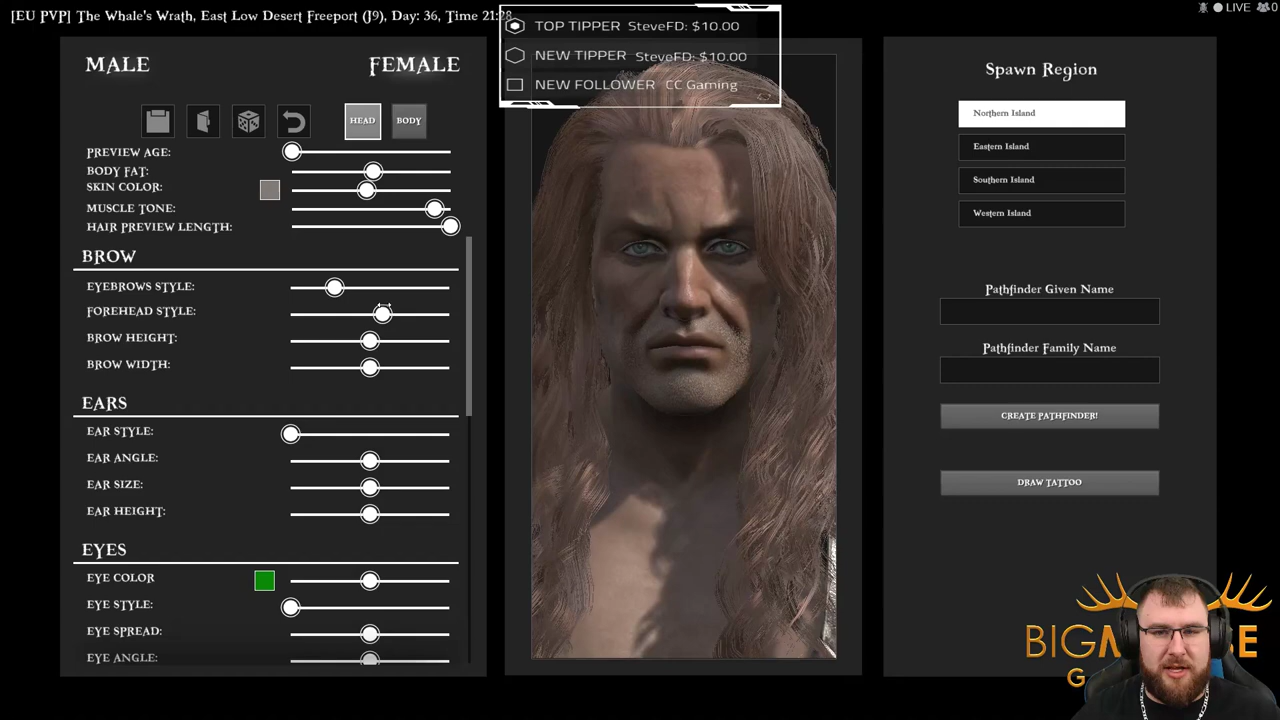 [EU PVP] The Whale's Wrath, East Low Desert Freeport (J9), Day: 36, Time 21:28
LIVE 0
TOP TIPPER SteveFD: $10.00
NEW TIPPER SteveFD: $10.00
NEW FOLLOWER CC Gaming
MALE FEMALE
HEAD BODY
PREVIEW AGE:
BODY FAT:
SKIN COLOR:
MUSCLE TONE:
HAIR PREVIEW LENGTH:
BROW
EYEBROWS STYLE:
FOREHEAD STYLE:
BROW HEIGHT:
BROW WIDTH:
EARS
EAR STYLE:
EAR ANGLE:
EAR SIZE:
EAR HEIGHT:
EYES
EYE COLOR
EYE STYLE:
EYE SPREAD:
EYE ANGLE:
Spawn Region
Northern Island
Eastern Island
Southern Island
Western Island
Pathfinder Given Name
Pathfinder Family Name
CREATE PATHFINDER!
DRAW TATTOO